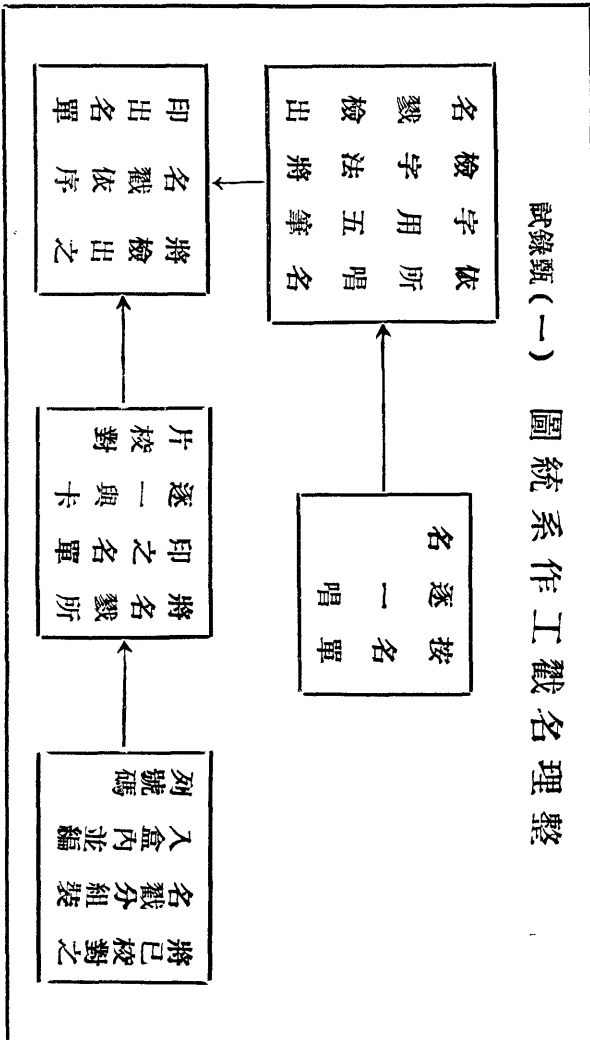 整理名戳工作系統圖 (一)甄錄試
按名單
逐一唱
名
依所唱名
字用五筆
檢字法將
名戳檢出
將檢出之
名戳依序
印出名單
將名戳所
印之名單
逐一與卡
片校對
將已校對之
名戳分組裝
入盒內並編
列號碼